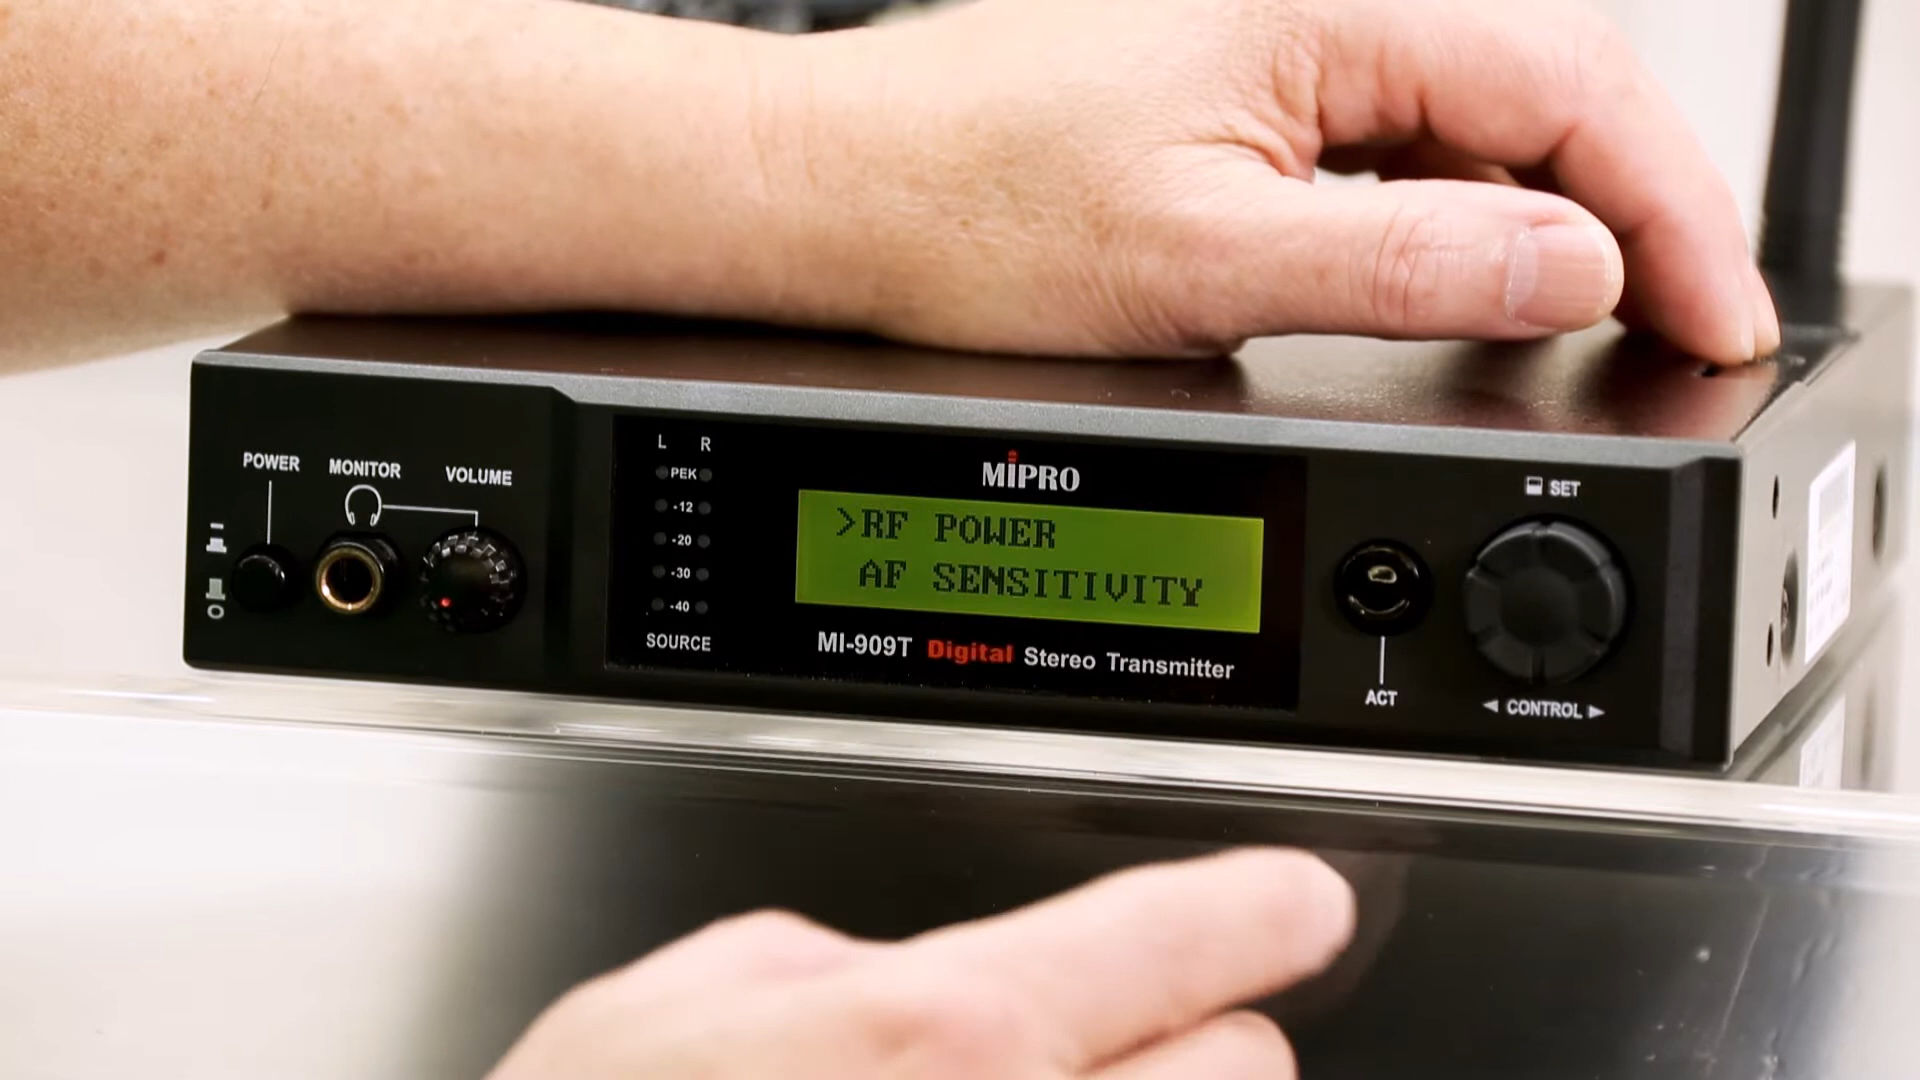 POWER
MONITOR
VOLUME
L R
PEK
-12
-20
-30
-40
SOURCE
MIPRO
>RF POWER
AF SENSITIVITY
MI-909T Digital Stereo Transmitter
ACT
SET
◄ CONTROL ►